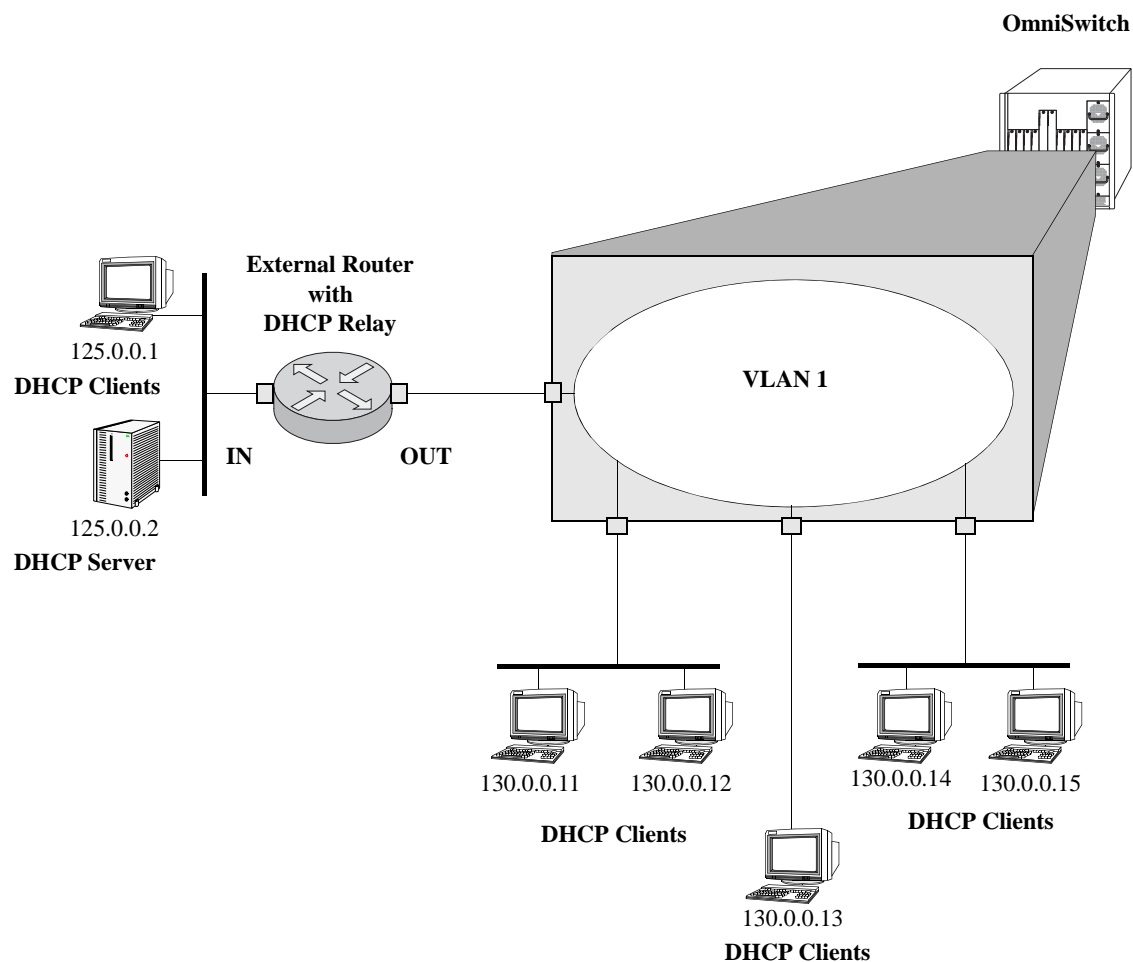 OmniSwitch
External Router
with
DHCP Relay
125.0.0.1
DHCP Clients
VLAN 1
IN
OUT
125.0.0.2
DHCP Server
130.0.0.11
130.0.0.12
130.0.0.14
130.0.0.15
DHCP Clients
DHCP Clients
130.0.0.13
DHCP Clients